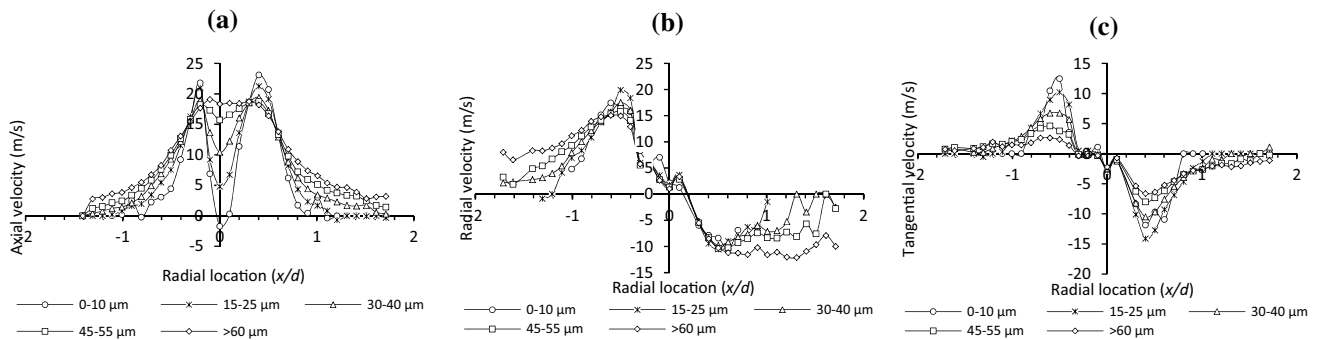 (a)
25
20
15
10
5
0
-5
-2
-1
0
1
2
Axial velocity (m/s)
Radial location (x/d)
0-10 µm
15-25 µm
30-40 µm
45-55 µm
>60 µm
(b)
25
20
15
10
5
0
-5
-10
-15
-2
-1
0
1
2
Radial velocity (m/s)
Radial location (x/d)
0-10 µm
15-25 µm
30-40 µm
45-55 µm
>60 µm
(c)
15
10
5
0
-5
-10
-15
-20
-2
-1
0
1
2
Tangential velocity (m/s)
Radial location (x/d)
0-10 µm
15-25 µm
30-40 µm
45-55 µm
>60 µm